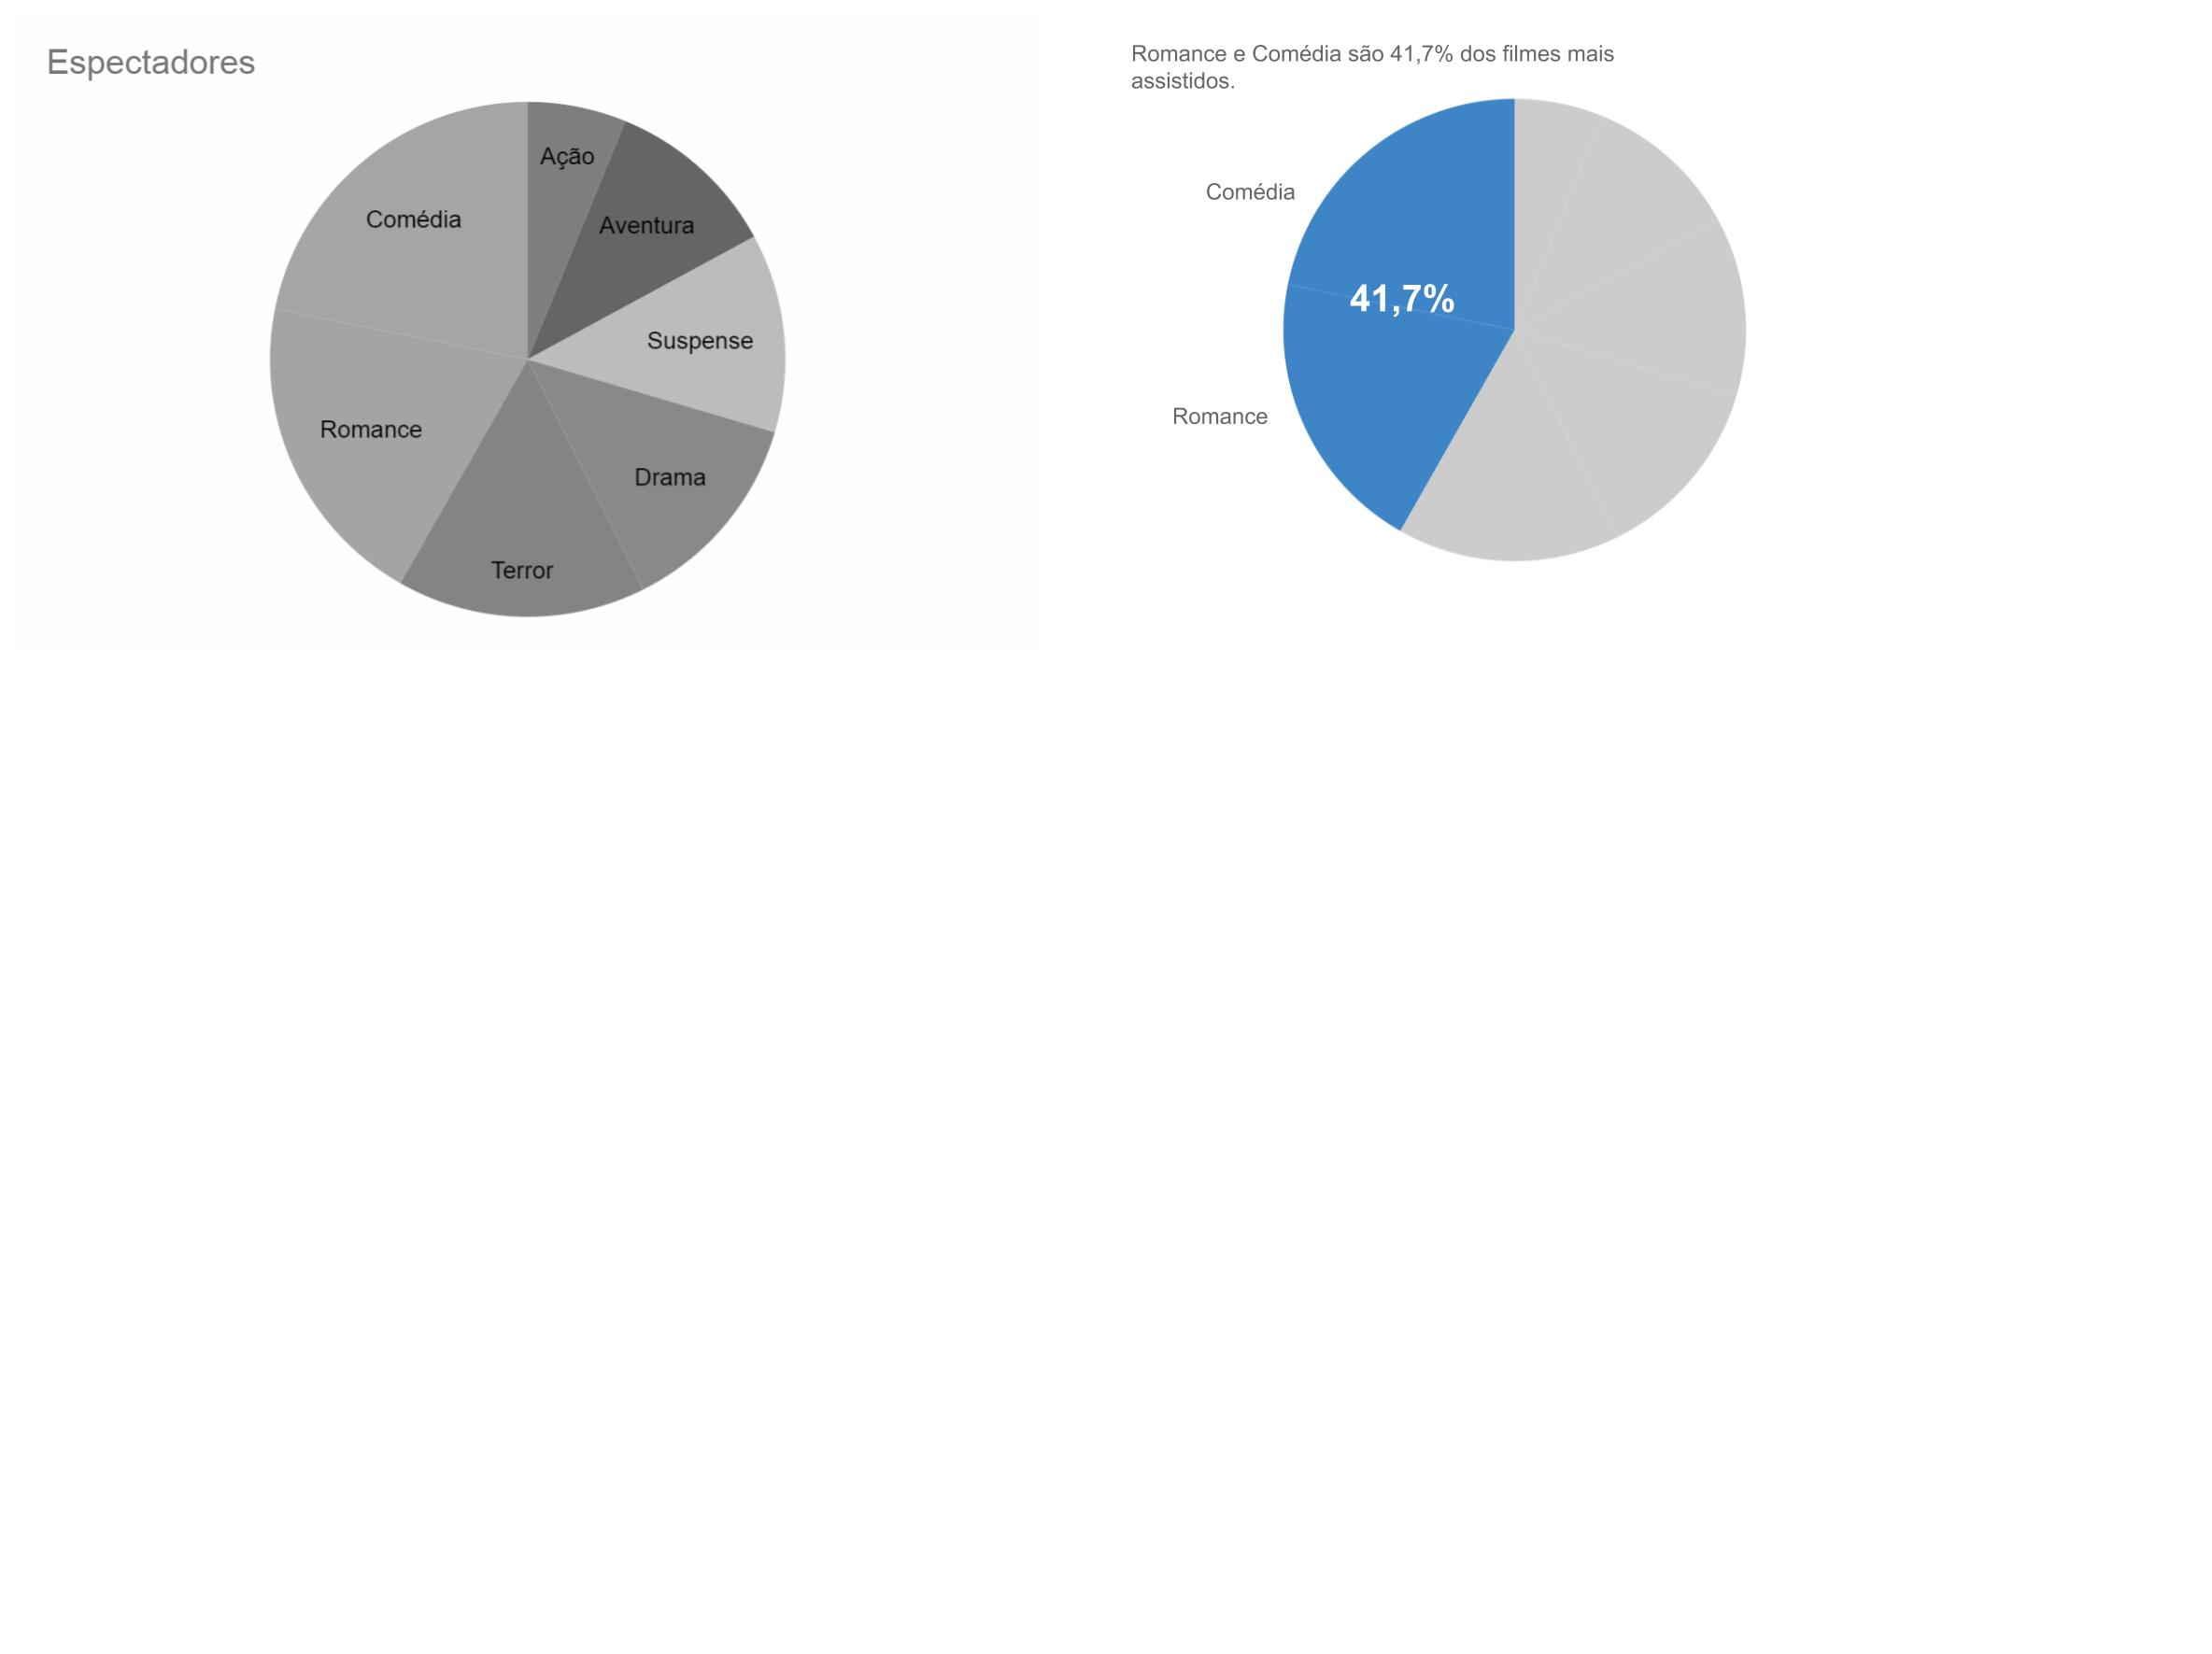 Espectadores
Ação
Aventura
Comédia
Suspense
Romance
Drama
Terror
Romance e Comédia são 41,7% dos filmes mais
assistidos.
Comédia
41,7%
Romance